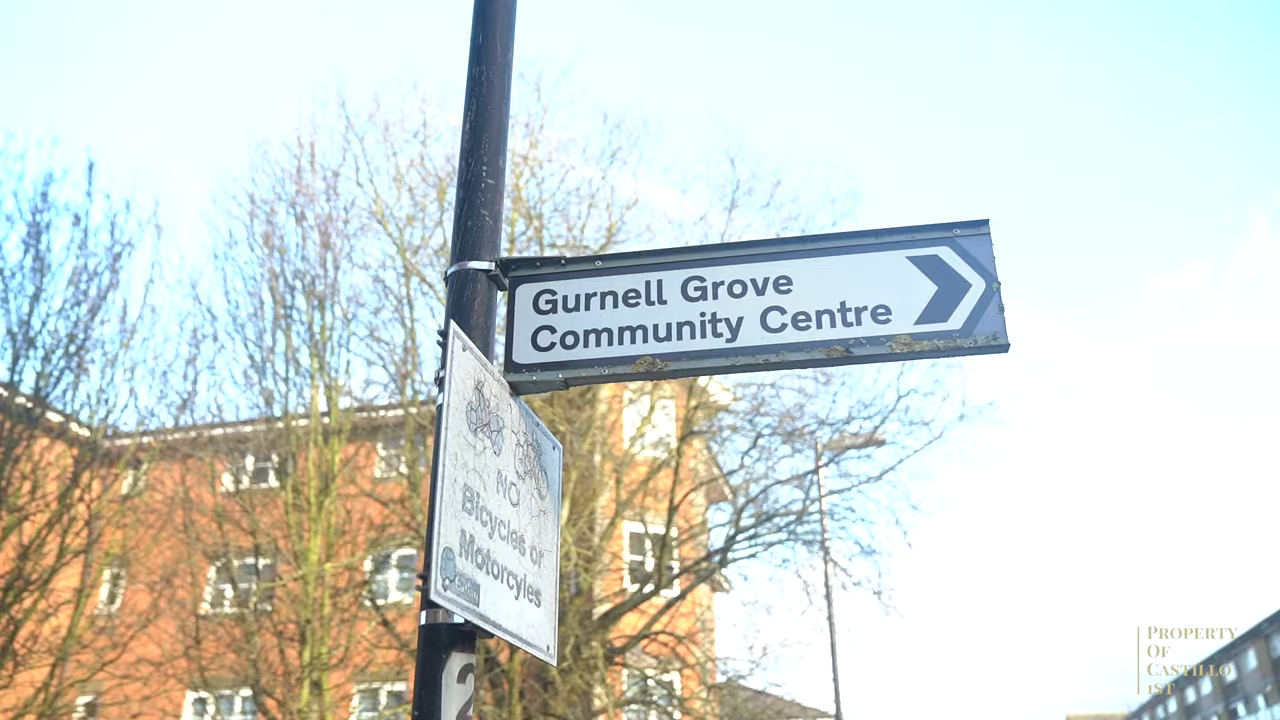 Gurnell Grove
Community Centre
NO
Bicycles or
Motorcyles
2
PROPERTY
OF
CASTILLO
1ST